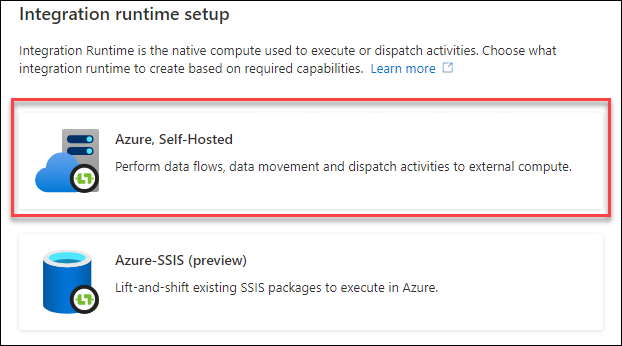 Integration runtime setup
Integration Runtime is the native compute used to execute or dispatch activities. Choose what
integration runtime to create based on required capabilities. Learn more
Azure, Self-Hosted
Perform data flows, data movement and dispatch activities to external compute.
Azure-SSIS (preview)
Lift-and-shift existing SSIS packages to execute in Azure.